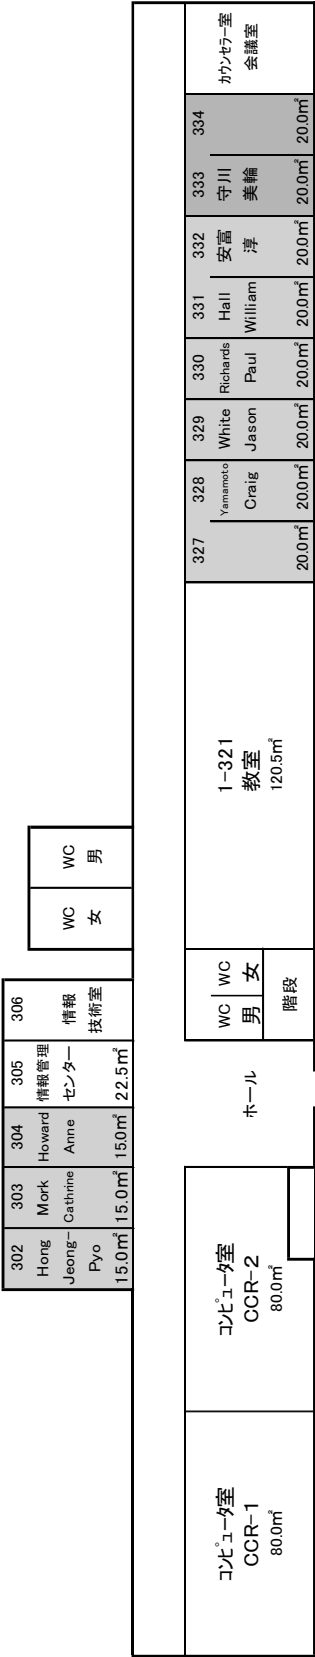 302
Hong
Jeong-
Pyo
15.0㎡
303
Mork
Cathrine
15.0㎡
304
Howard
Anne
15.0㎡
305
情報管理
センター
22.5㎡
306
情報
技術室
WC
女
WC
男
コンピュータ室
CCR-1
80.0㎡
コンピュータ室
CCR-2
80.0㎡
ホール
WC
男
WC
女
階段
1-321
教室
120.5㎡
327
20.0㎡
328
Yamamoto
Craig
20.0㎡
329
White
Jason
20.0㎡
330
Richards
Paul
20.0㎡
331
Hall
William
20.0㎡
332
安富
淳
20.0㎡
333
守川
美輪
20.0㎡
334
20.0㎡
カウンセラー室
会議室